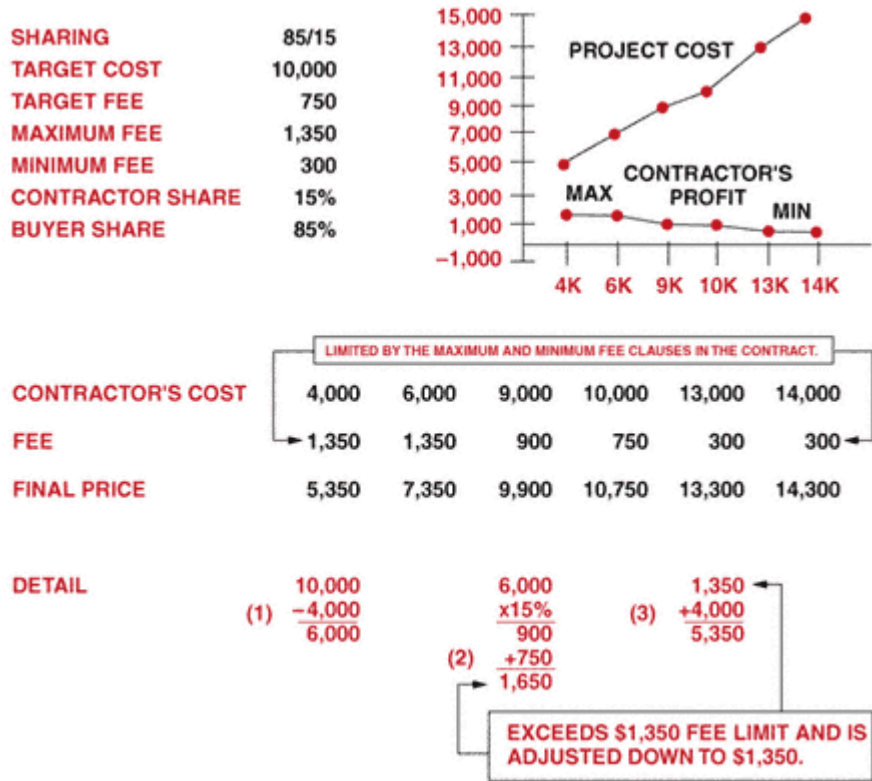 SHARING 85/15
TARGET COST 10,000
TARGET FEE 750
MAXIMUM FEE 1,350
MINIMUM FEE 300
CONTRACTOR SHARE 15%
BUYER SHARE 85%
15,000
13,000
11,000
9,000
7,000
5,000
3,000
1,000
–1,000
PROJECT COST
CONTRACTOR'S
PROFIT
MAX
MIN
4K 6K 9K 10K 13K 14K
LIMITED BY THE MAXIMUM AND MINIMUM FEE CLAUSES IN THE CONTRACT.
CONTRACTOR'S COST 4,000 6,000 9,000 10,000 13,000 14,000
FEE 1,350 1,350 900 750 300 300
FINAL PRICE 5,350 7,350 9,900 10,750 13,300 14,300
DETAIL 10,000 6,000 1,350
(1) –4,000 x15% (3) +4,000
6,000 900 5,350
(2) +750
1,650
EXCEEDS $1,350 FEE LIMIT AND IS
ADJUSTED DOWN TO $1,350.